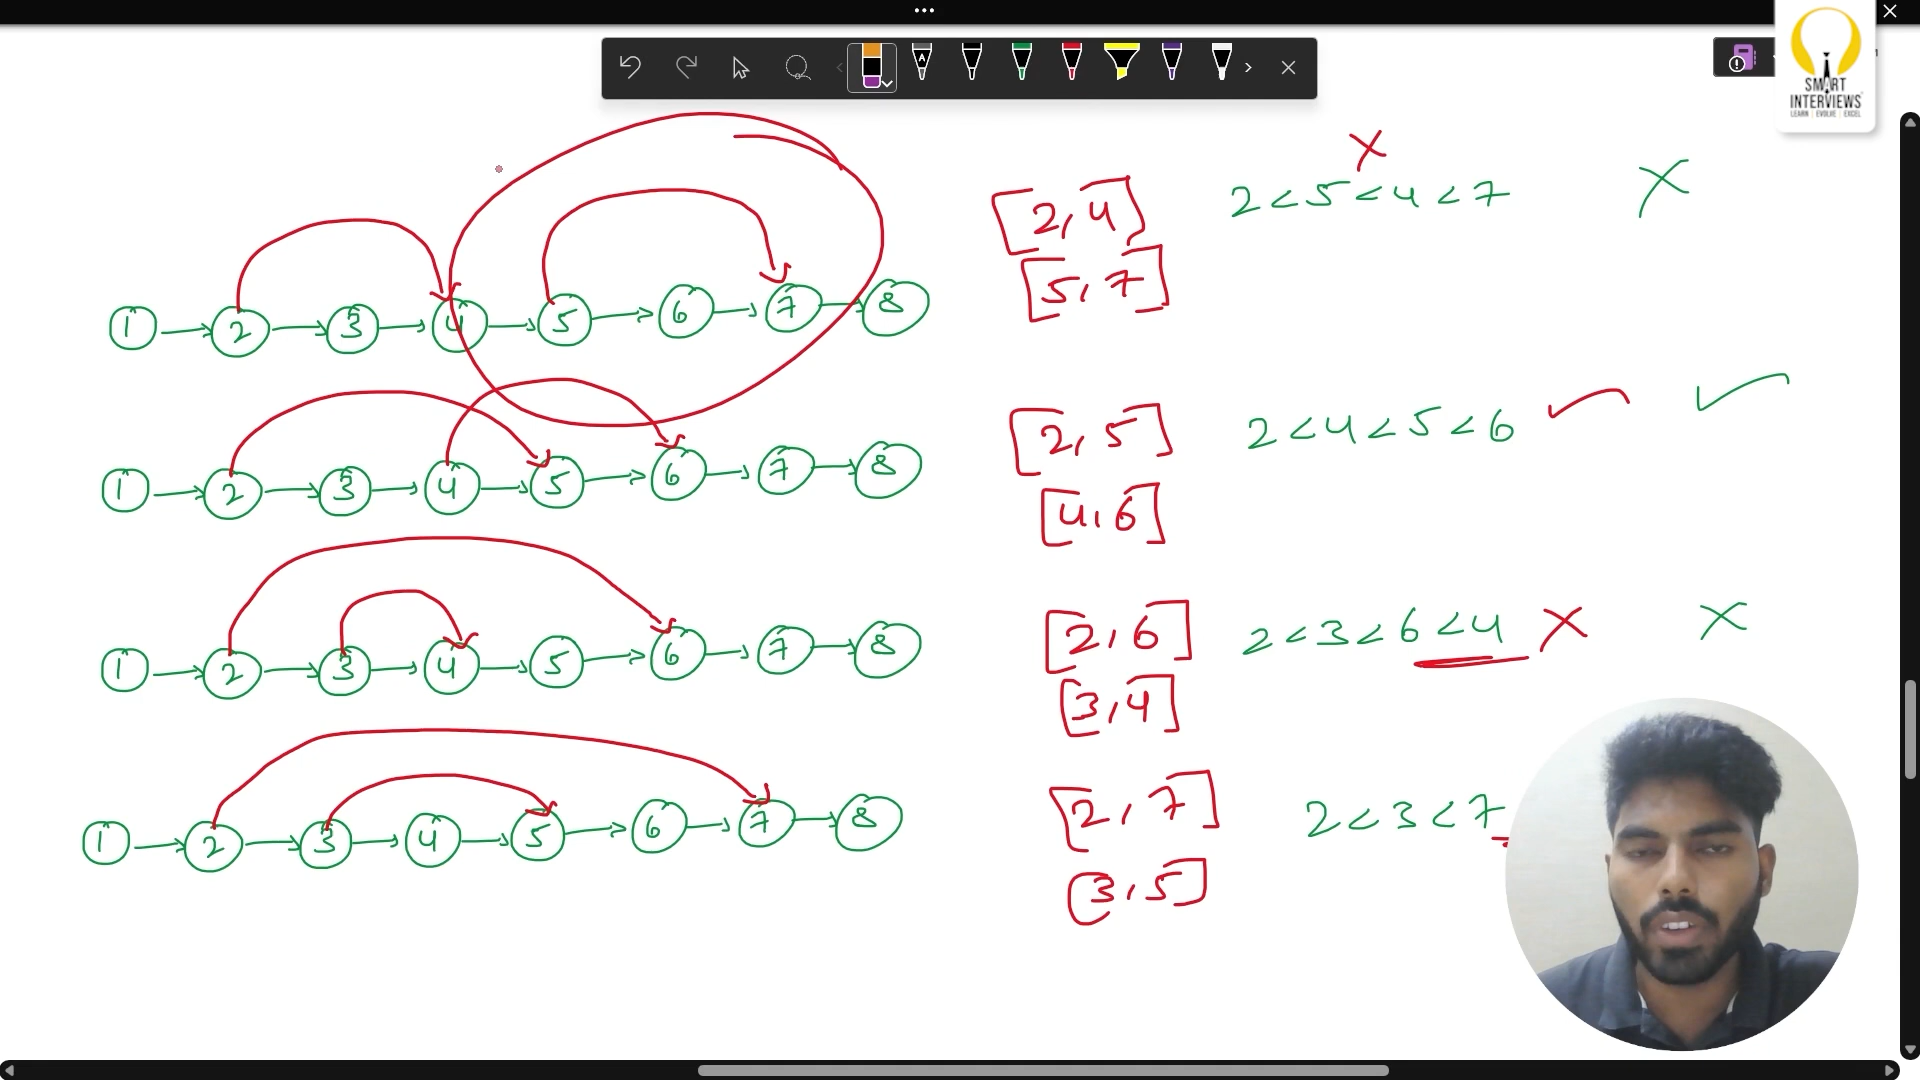 SMART
INTERVIEWS
LEARN | EVOLVE | EXCEL
[2, 4] 2 < 5 < 4 < 7
[5, 7]
1 2 3 4 5 6 7 8
[2, 5] 2 < 4 < 5 < 6
1 2 3 4 5 6 7 8
[4, 6]
[2, 6] 2 < 3 < 6 < 4
1 2 3 4 5 6 7 8
[3, 4]
[2, 7] 2 < 3 < 7
1 2 3 4 5 6 7 8
[3, 5]